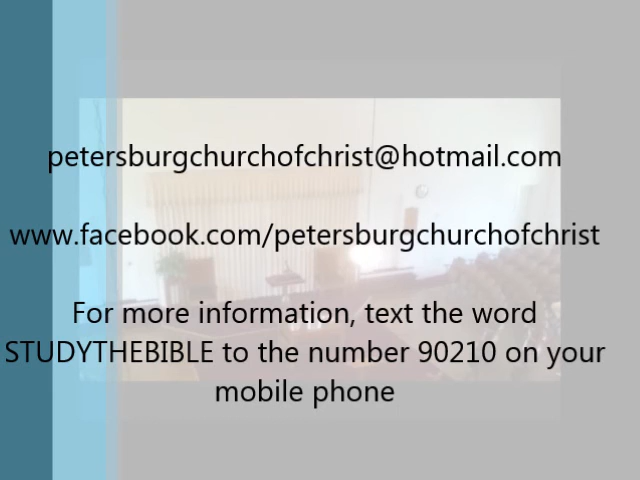 petersburgchurchofchrist@hotmail.com
www.facebook.com/petersburgchurchofchrist
For more information, text the word
STUDYTHEBIBLE to the number 90210 on your
mobile phone